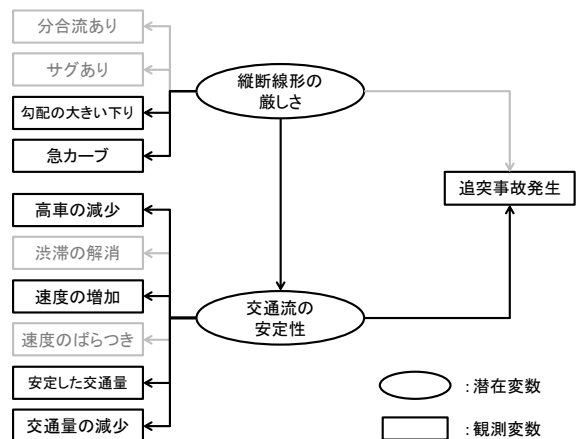 分合流あり
サグあり
勾配の大きい下り
急カーブ
縦断線形の
厳しさ
追突事故発生
高車の減少
渋滞の解消
速度の増加
速度のばらつき
安定した交通量
交通量の減少
交通流の
安定性
:潜在変数
:観測変数